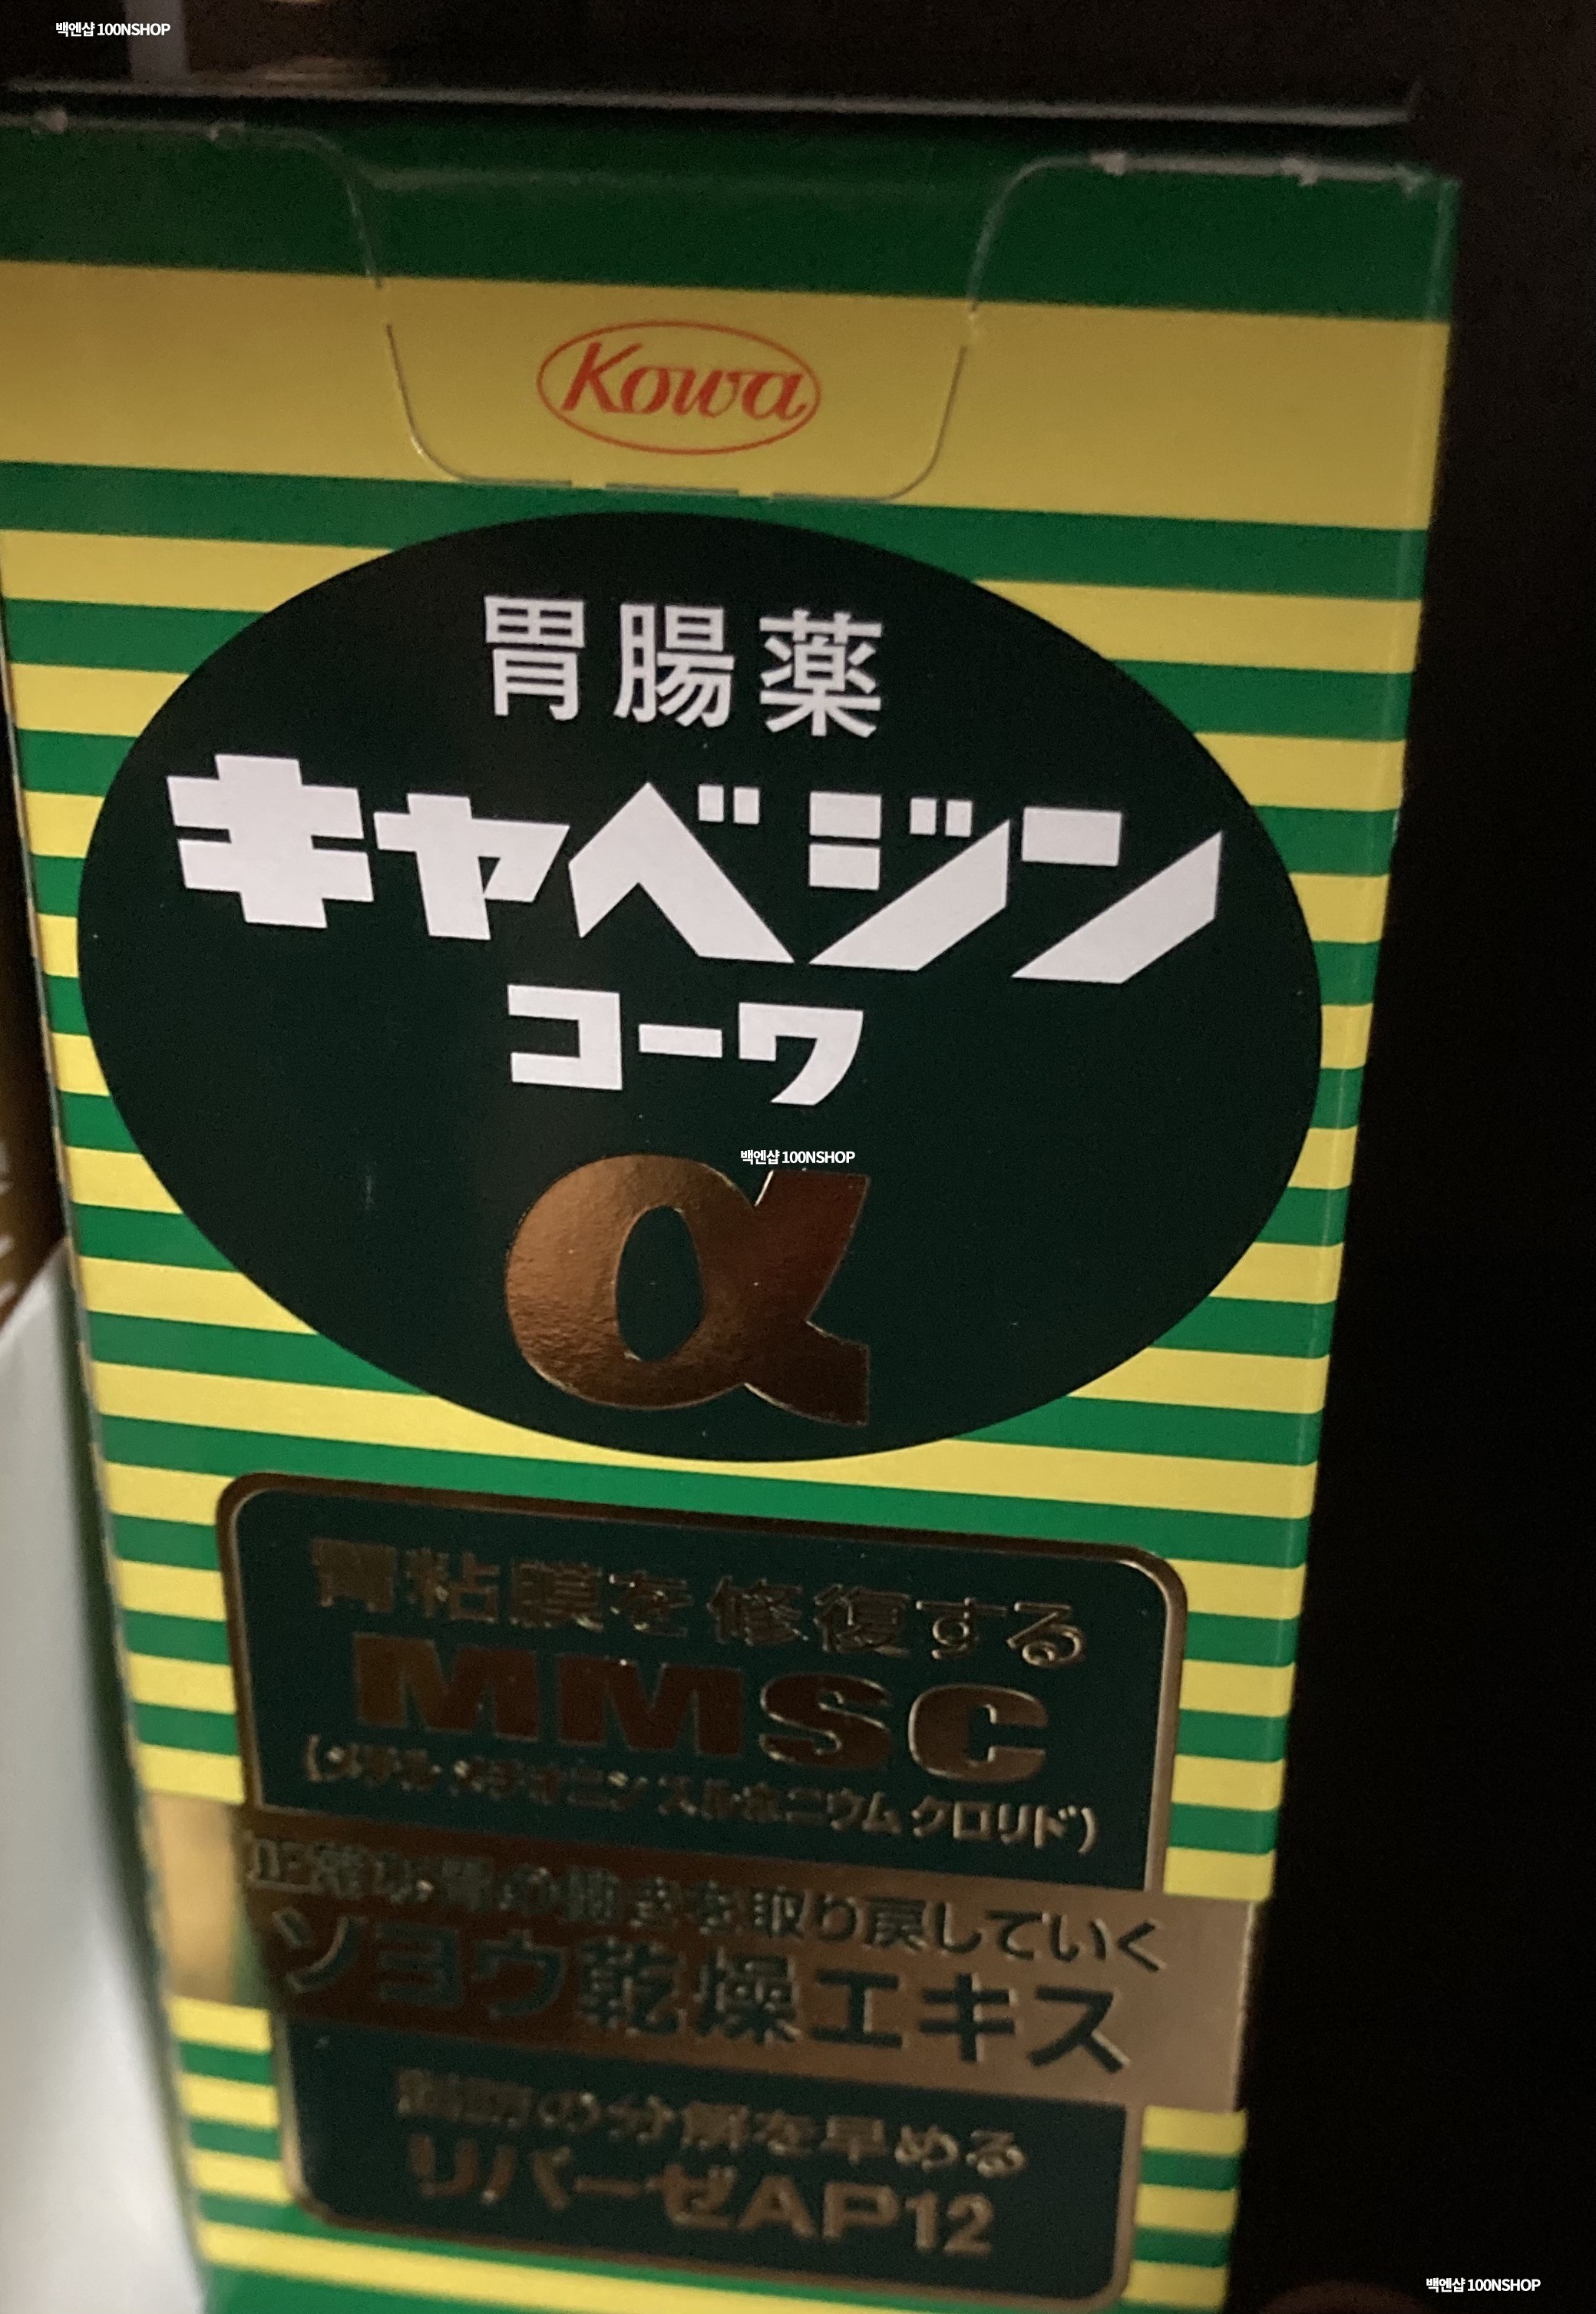 백엔샵 100NSHOP
Kowa
胃腸薬
キャベジン
コーワ
백엔샵 100NSHOP
α
胃粘膜を修復する
MMSC
(メチルメチオニンスルホニウムクロリド)
正常な胃の動きを取り戻していく
ソヨウ乾燥エキス
脂肪の分解を早める
リパーゼAP12
백엔샵 100NSHOP